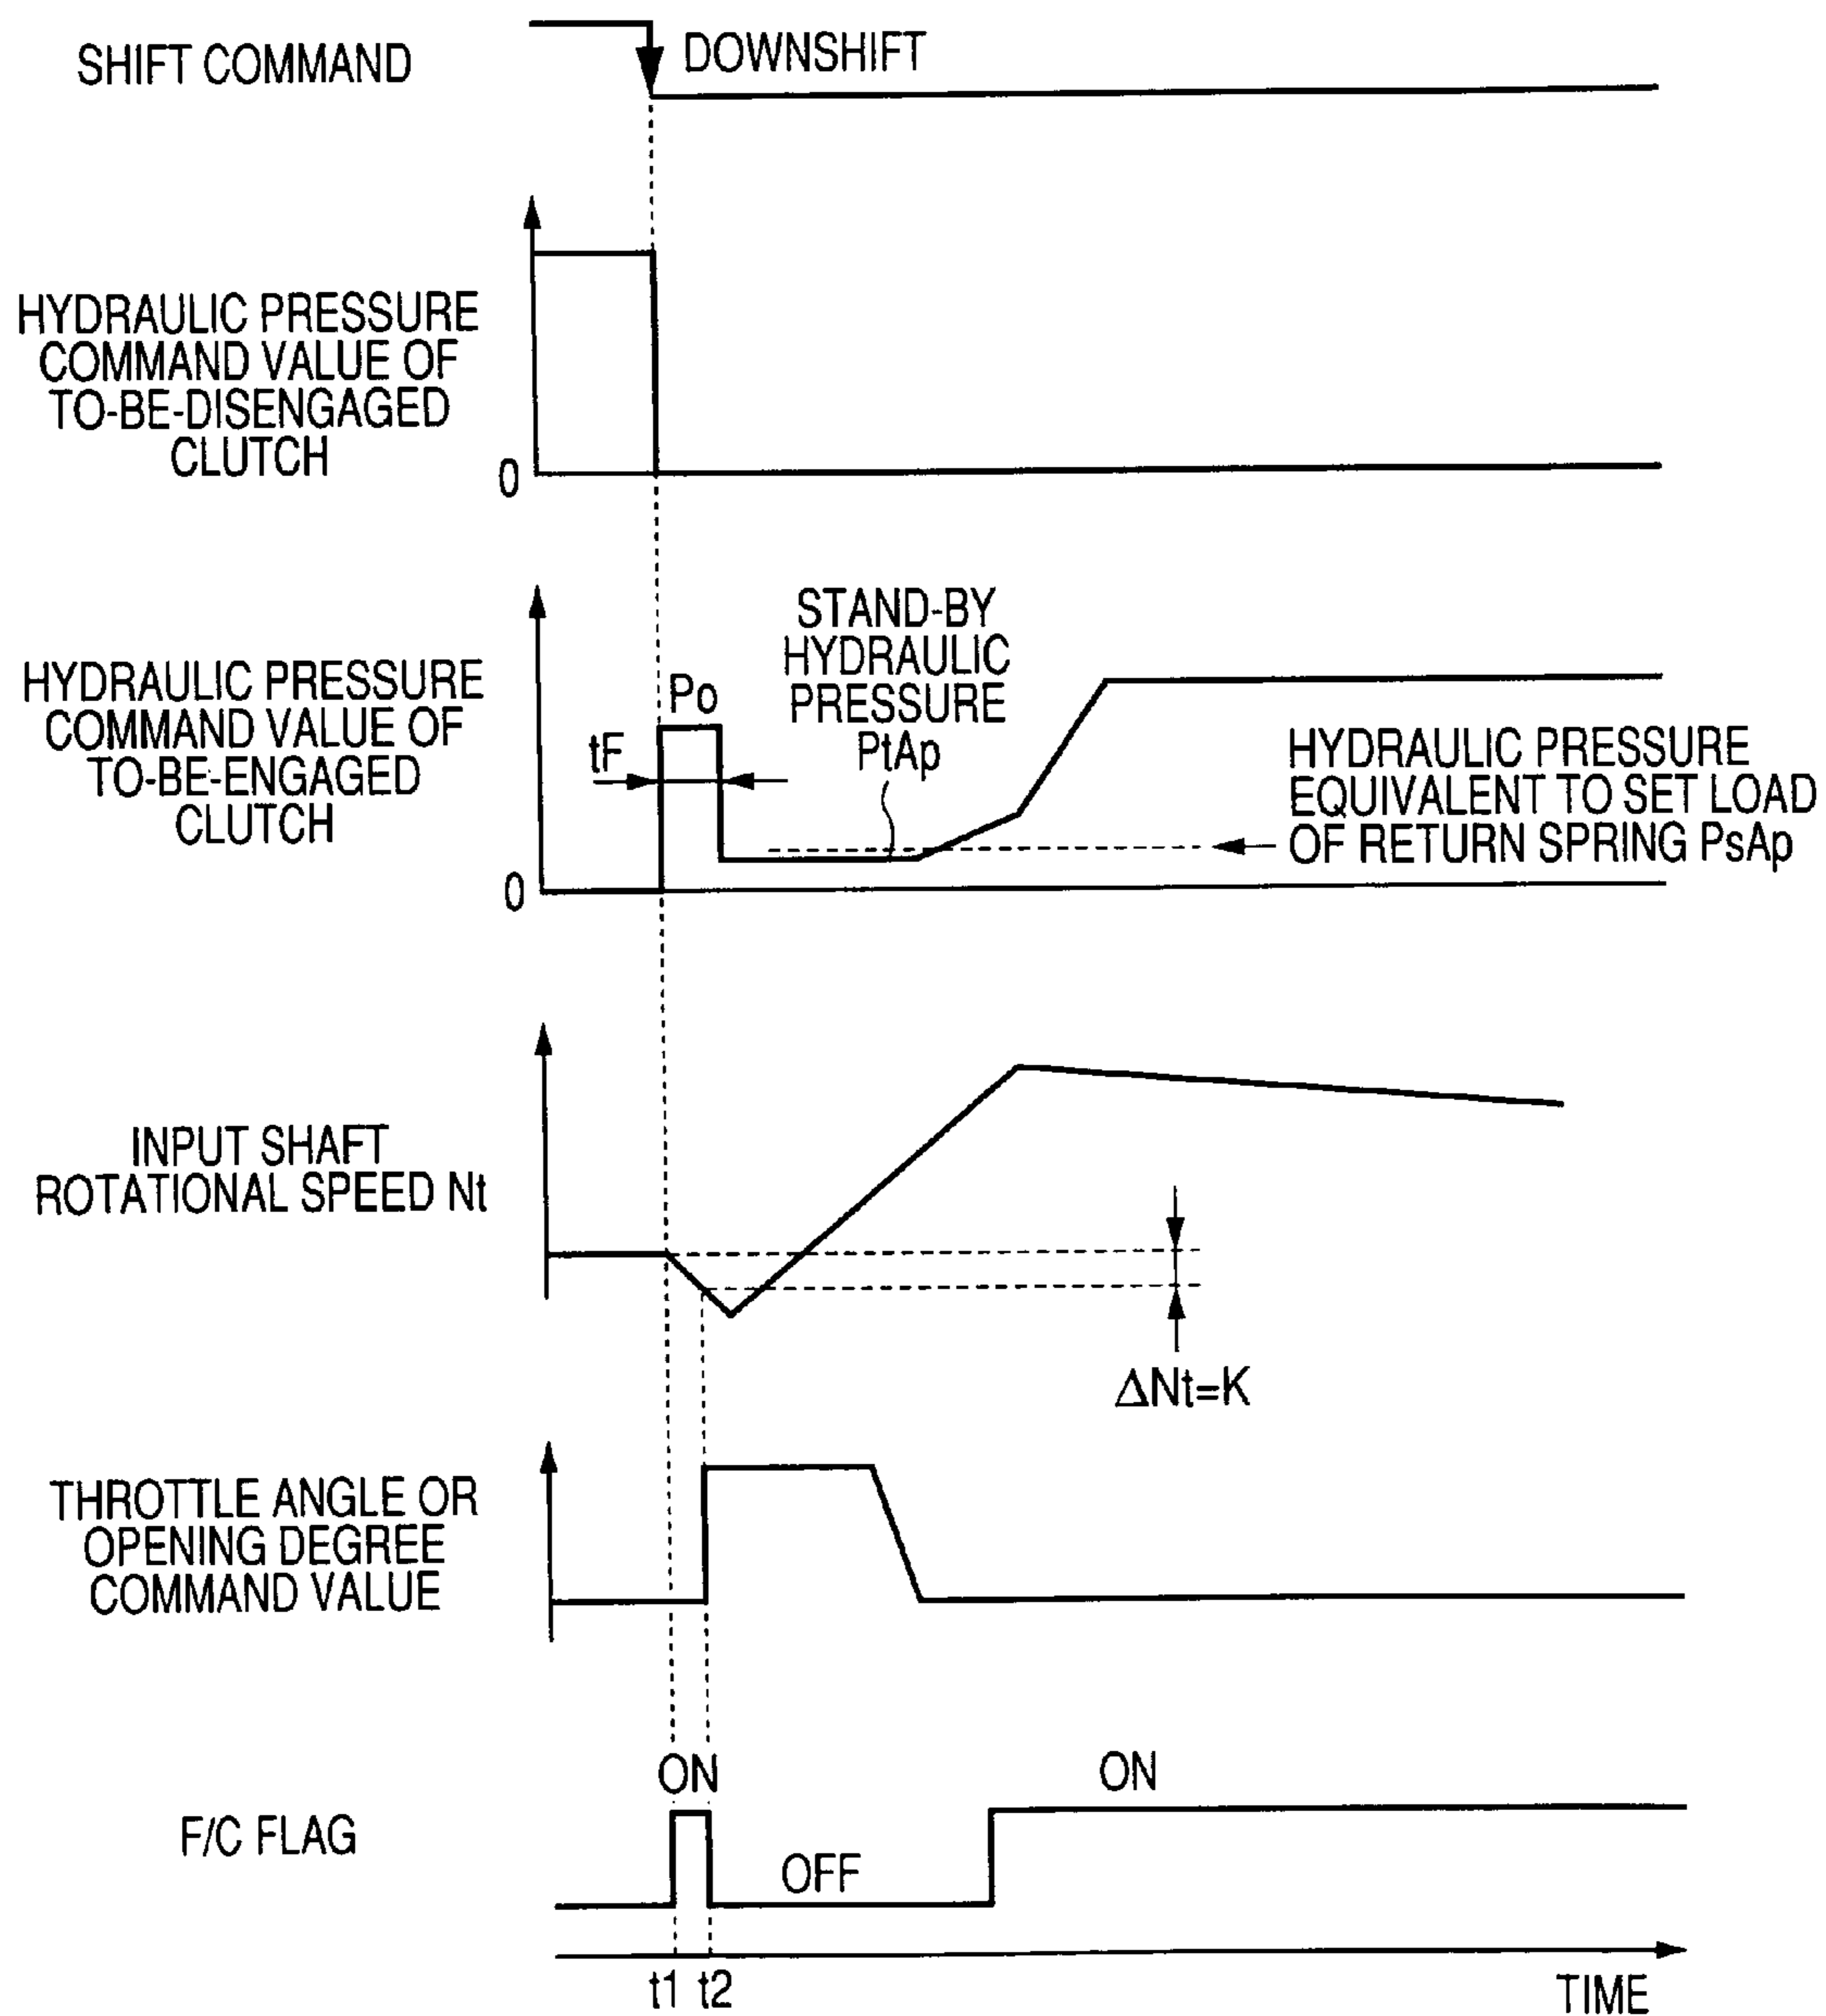 SHIFT COMMAND
DOWNSHIFT
HYDRAULIC PRESSURE
COMMAND VALUE OF
TO-BE-DISENGAGED
CLUTCH
0
HYDRAULIC PRESSURE
COMMAND VALUE OF
TO-BE-ENGAGED
CLUTCH
0
tF
Po
STAND-BY
HYDRAULIC
PRESSURE
PtAp
HYDRAULIC PRESSURE
EQUIVALENT TO SET LOAD
OF RETURN SPRING PsAp
INPUT SHAFT
ROTATIONAL SPEED Nt
ΔNt=K
THROTTLE ANGLE OR
OPENING DEGREE
COMMAND VALUE
F/C FLAG
ON
OFF
ON
t1 t2
TIME